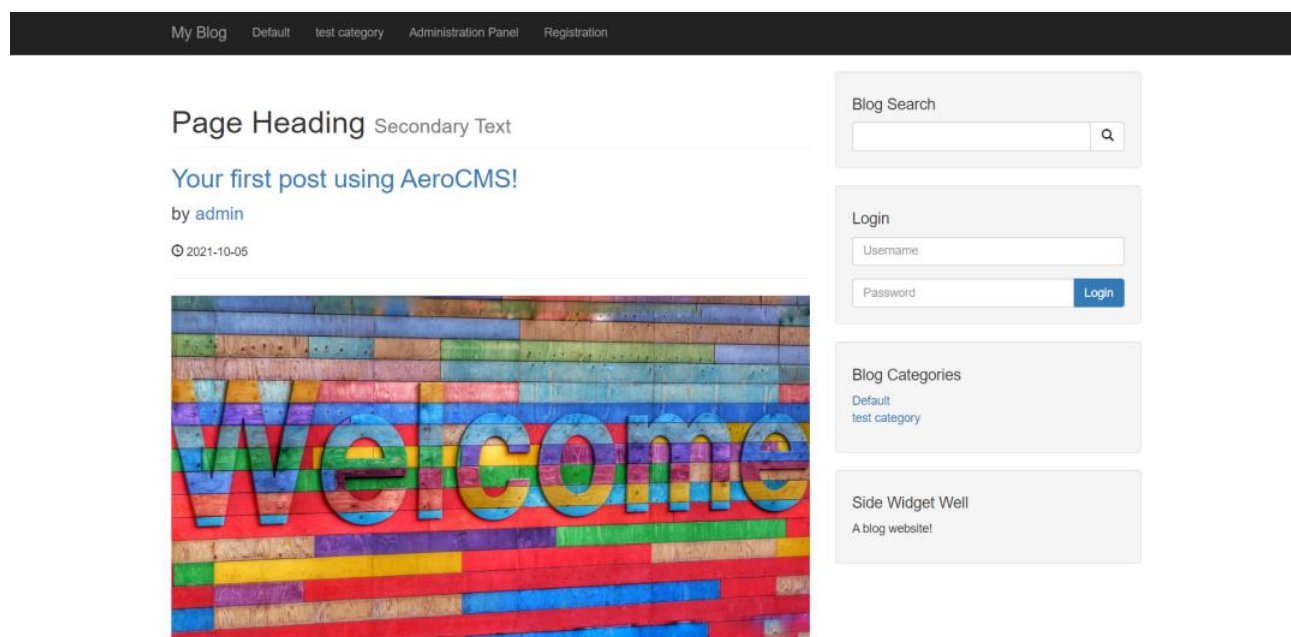 My Blog Default test category Administration Panel Registration
Page Heading Secondary Text
Your first post using AeroCMS!
by admin
2021-10-05
Welcome
Blog Search
Login
Username
Password Login
Blog Categories
Default
test category
Side Widget Well
A blog website!